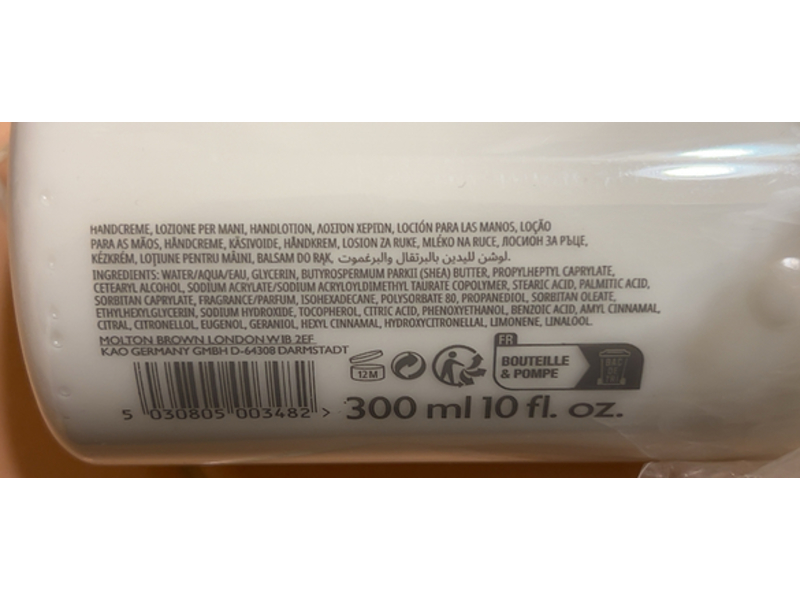 HANDCREME, LOZIONE PER MANI, HANDLOTION, ΛΟΣΙΟΝ ΧΕΡΙΩΝ, LOCIÓN PARA LAS MANOS, LOÇÃO
PARA AS MÃOS, HÅNDCREME, KÄSIVOIDE, HÅNDKREM, LOSION ZA RUKE, MLÉKO NA RUCE, ЛОСИОН ЗА РЪЦЕ,
KÉZKRÉM, LOȚIUNE PENTRU MÂINI, BALSAM DO RĄK, لوشن لليدين بالبرتقال والبرغموت.
INGREDIENTS: WATER/AQUA/EAU, GLYCERIN, BUTYROSPERMUM PARKII (SHEA) BUTTER, PROPYLHEPTYL CAPRYLATE,
CETEARYL ALCOHOL, SODIUM ACRYLATE/SODIUM ACRYLOYLDIMETHYL TAURATE COPOLYMER, STEARIC ACID, PALMITIC ACID,
SORBITAN CAPRYLATE, FRAGRANCE/PARFUM, ISOHEXADECANE, POLYSORBATE 80, PROPANEDIOL, SORBITAN OLEATE,
ETHYLHEXYLGLYCERIN, SODIUM HYDROXIDE, TOCOPHEROL, CITRIC ACID, PHENOXYETHANOL, BENZOIC ACID, AMYL CINNAMAL,
CITRAL, CITRONELLOL, EUGENOL, GERANIOL, HEXYL CINNAMAL, HYDROXYCITRONELLAL, LIMONENE, LINALOOL.
MOLTON BROWN LONDON W1B 2EF
KAO GERMANY GMBH D-64308 DARMSTADT
12M
FR
BOUTEILLE
& POMPE
BAC
DE
TRI
5 030805 003482 >
300 ml 10 fl. oz.